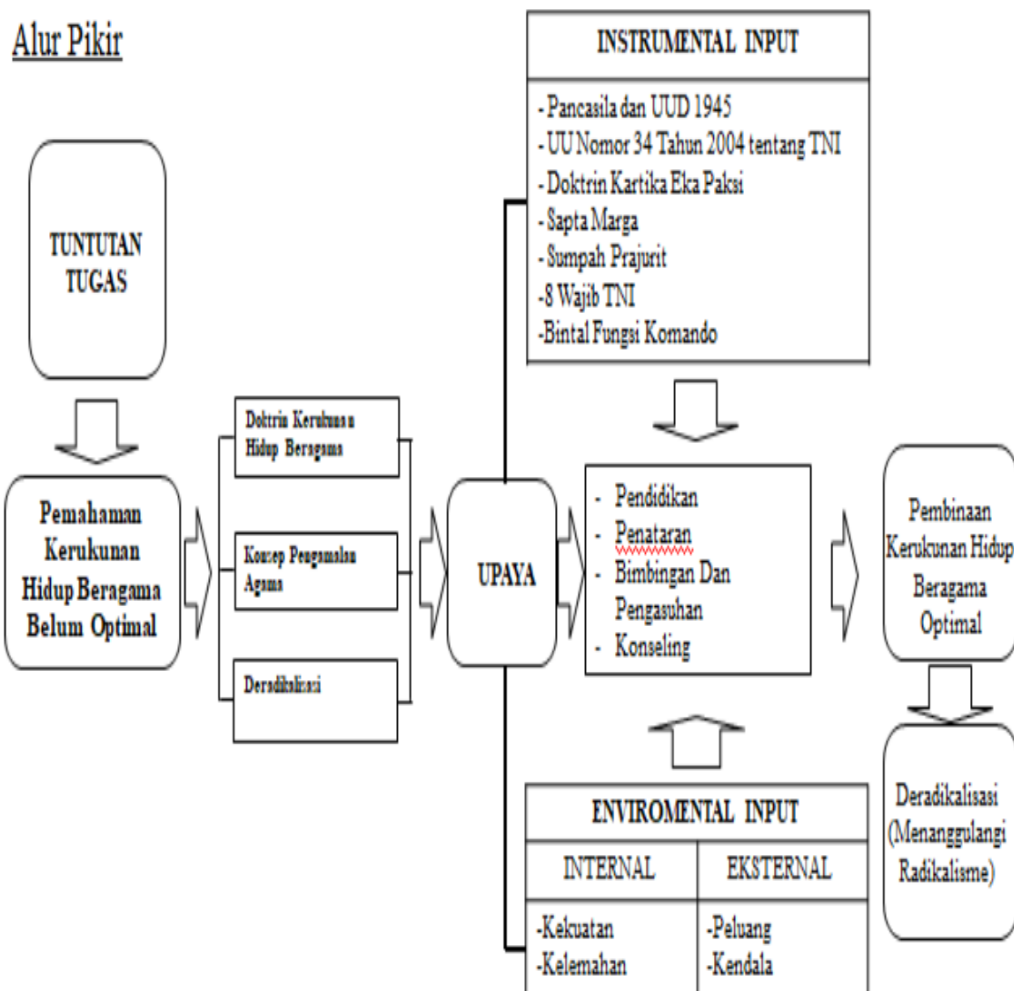 Alur Pikir
TUNTUTAN
TUGAS
Pemahaman
Kerukunan
Hidup Beragama
Belum Optimal
Doktrin Kerukunan
Hidup Beragama
Konsep Pengamalan
Agama
Deradikalisasi
UPAYA
INSTRUMENTAL INPUT
- Pancasila dan UUD 1945
- UU Nomor 34 Tahun 2004 tentang TNI
- Doktrin Kartika Eka Paksi
- Sapta Marga
- Sumpah Prajurit
-8 Wajib TNI
-Bintal Fungsi Komando
- Pendidikan
- Penataran
- Bimbingan Dan
Pengasuhan
- Konseling
ENVIROMENTAL INPUT
INTERNAL
EKSTERNAL
-Kekuatan
-Kelemahan
-Peluang
-Kendala
Pembinaan
Kerukunan Hidup
Beragama
Optimal
Deradikalisasi
(Menanggulangi
Radikalisme)